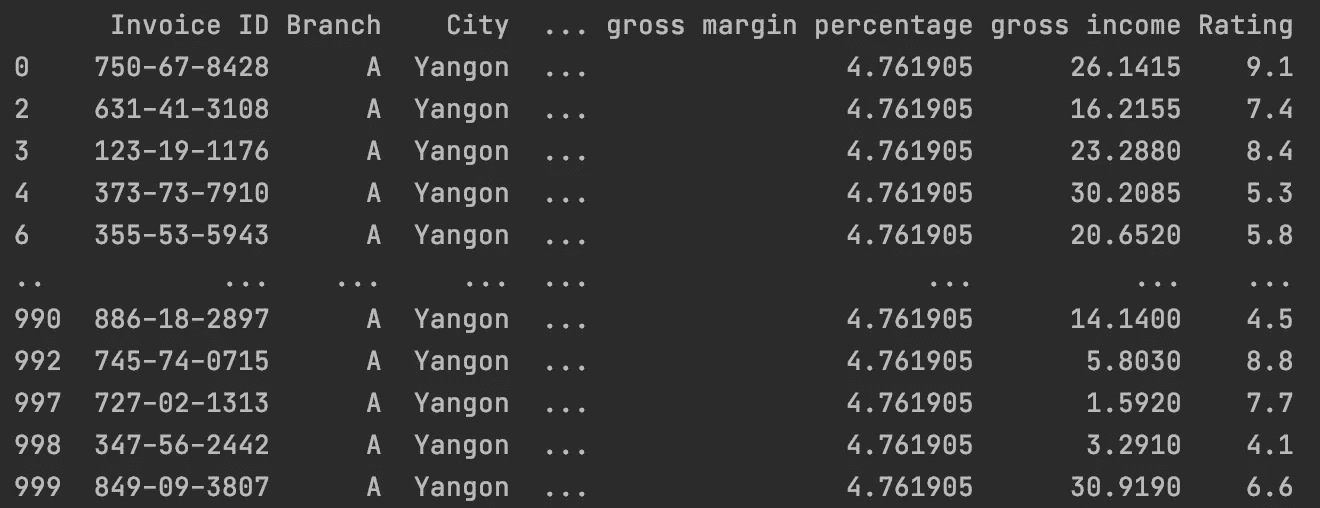 Invoice ID Branch City ... gross margin percentage gross income Rating
0 750-67-8428 A Yangon ... 4.761905 26.1415 9.1
2 631-41-3108 A Yangon ... 4.761905 16.2155 7.4
3 123-19-1176 A Yangon ... 4.761905 23.2880 8.4
4 373-73-7910 A Yangon ... 4.761905 30.2085 5.3
6 355-53-5943 A Yangon ... 4.761905 20.6520 5.8
.. ... ... ... ... ... ... ...
990 886-18-2897 A Yangon ... 4.761905 14.1400 4.5
992 745-74-0715 A Yangon ... 4.761905 5.8030 8.8
997 727-02-1313 A Yangon ... 4.761905 1.5920 7.7
998 347-56-2442 A Yangon ... 4.761905 3.2910 4.1
999 849-09-3807 A Yangon ... 4.761905 30.9190 6.6